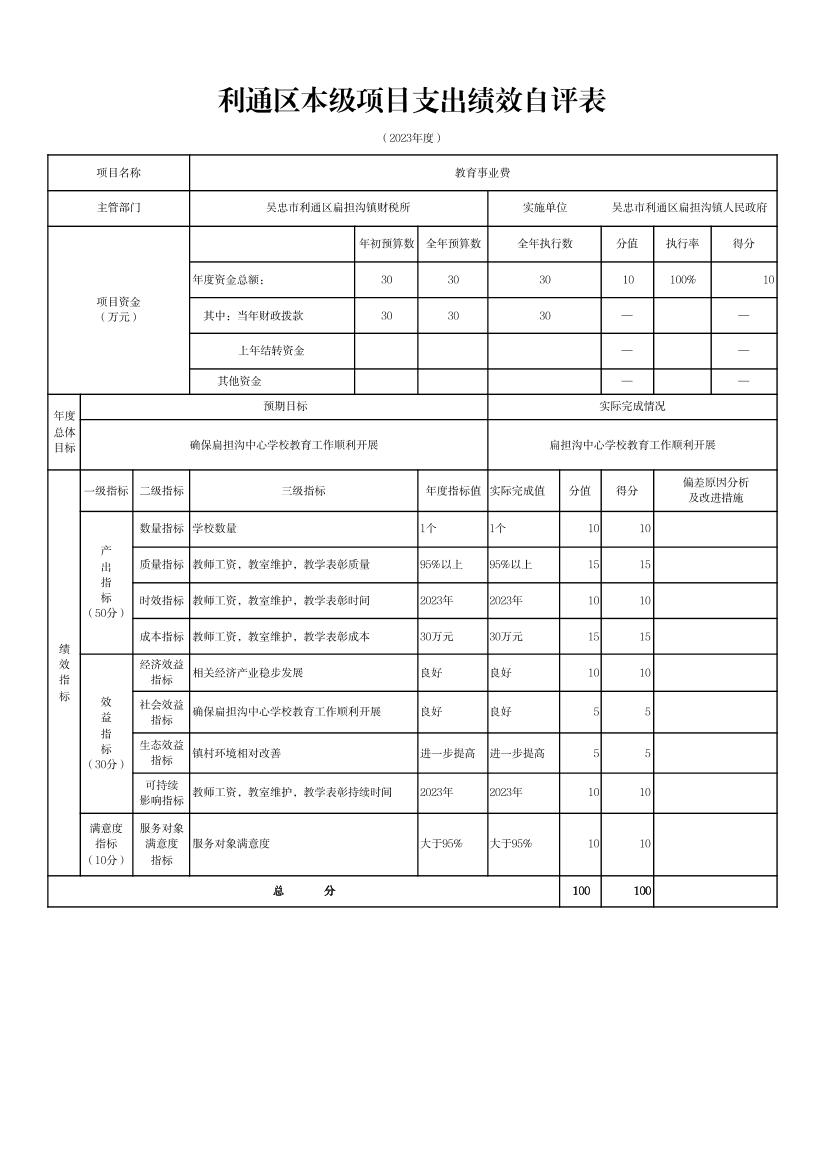 利通区本级项目支出绩效自评表
（2023年度）
项目名称 教育事业费
主管部门 吴忠市利通区扁担沟镇财税所 实施单位 吴忠市利通区扁担沟镇人民政府
项目资金
（万元）
年初预算数 全年预算数 全年执行数 分值 执行率 得分
年度资金总额： 30 30 30 10 100% 10
其中：当年财政拨款 30 30 30 — —
上年结转资金 — —
其他资金 — —
年度
总体
目标
预期目标 实际完成情况
确保扁担沟中心学校教育工作顺利开展 扁担沟中心学校教育工作顺利开展
绩
效
指
标
一级指标 二级指标 三级指标 年度指标值 实际完成值 分值 得分 偏差原因分析
及改进措施
产
出
指
标
（50分）
数量指标 学校数量 1个 1个 10 10
质量指标 教师工资，教室维护，教学表彰质量 95%以上 95%以上 15 15
时效指标 教师工资，教室维护，教学表彰时间 2023年 2023年 10 10
成本指标 教师工资，教室维护，教学表彰成本 30万元 30万元 15 15
效
益
指
标
（30分）
经济效益
指标 相关经济产业稳步发展 良好 良好 10 10
社会效益
指标 确保扁担沟中心学校教育工作顺利开展 良好 良好 5 5
生态效益
指标 镇村环境相对改善 进一步提高 进一步提高 5 5
可持续
影响指标 教师工资，教室维护，教学表彰持续时间 2023年 2023年 10 10
满意度
指标
（10分）
服务对象
满意度
指标 服务对象满意度 大于95% 大于95% 10 10
总 分 100 100